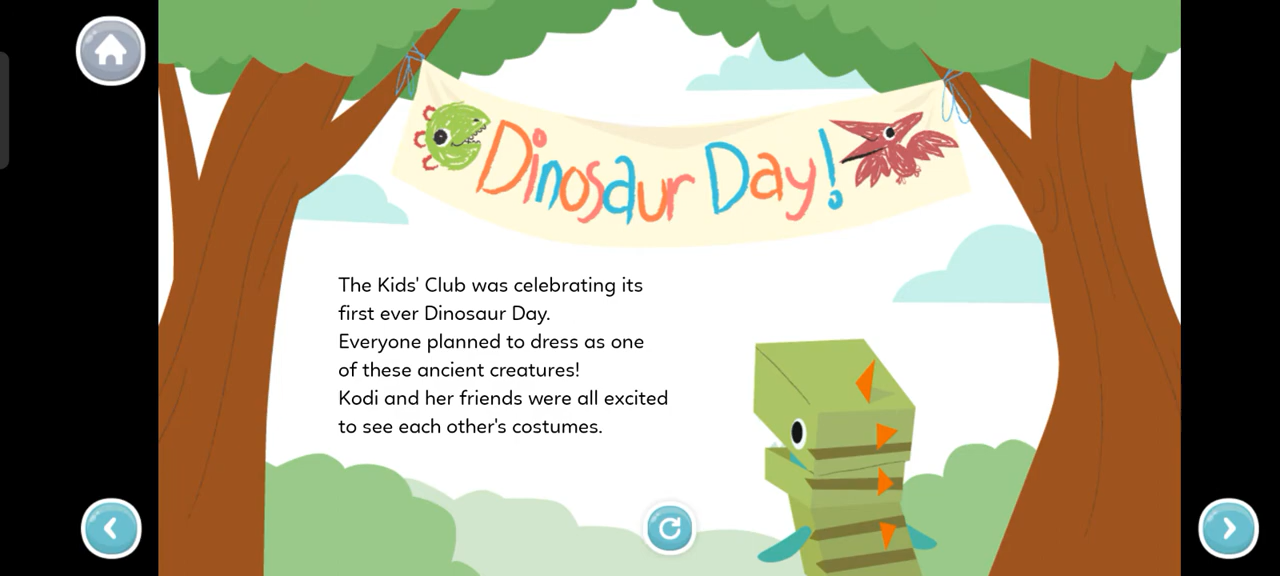 Dinosaur Day!
The Kids' Club was celebrating its
first ever Dinosaur Day.
Everyone planned to dress as one
of these ancient creatures!
Kodi and her friends were all excited
to see each other's costumes.